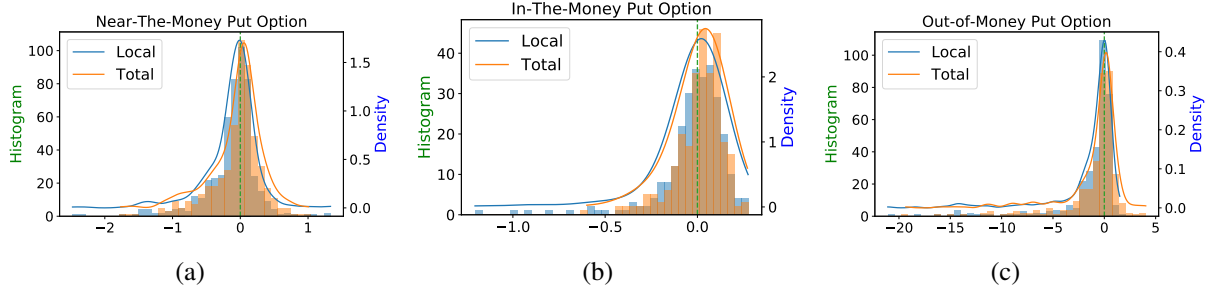 Near-The-Money Put Option
Local
Total
Histogram
Density
100
80
60
40
20
0
1.5
1.0
0.5
0.0
−2
−1
0
1
(a)
In-The-Money Put Option
Local
Total
Histogram
Density
40
30
20
10
0
2
1
0
−1.0
−0.5
0.0
(b)
Out-of-Money Put Option
Local
Total
Histogram
Density
100
80
60
40
20
0
0.4
0.3
0.2
0.1
0.0
−20
−15
−10
−5
0
5
(c)